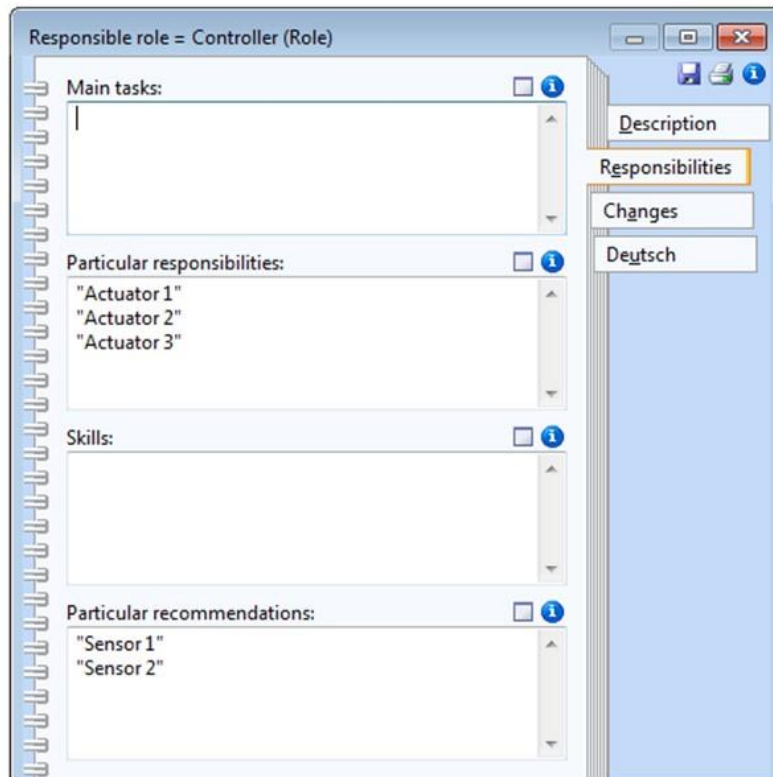 Responsible role = Controller (Role)
Main tasks:
Description
Responsibilities
Changes
Deutsch
Particular responsibilities:
"Actuator 1"
"Actuator 2"
"Actuator 3"
Skills:
Particular recommendations:
"Sensor 1"
"Sensor 2"